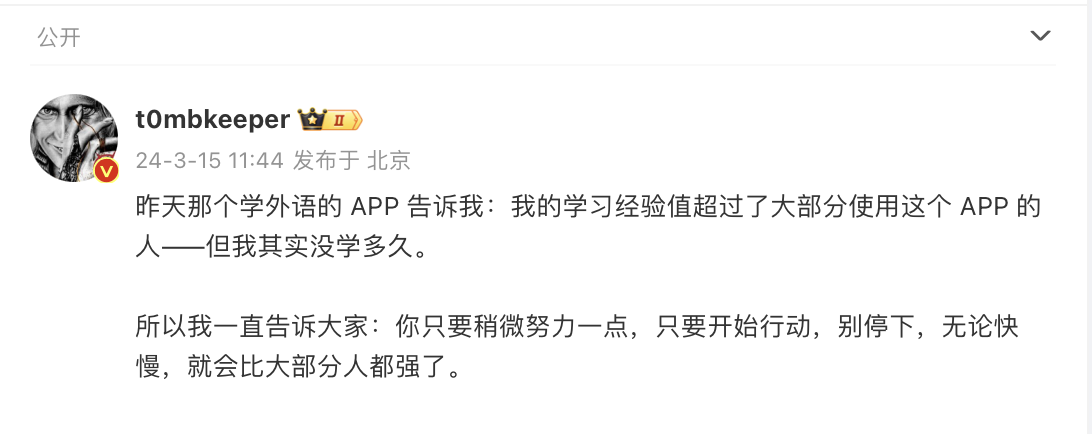 公开
t0mbkeeper II
24-3-15 11:44 发布于 北京
昨天那个学外语的 APP 告诉我：我的学习经验值超过了大部分使用这个 APP 的
人——但我其实没学多久。
所以我一直告诉大家：你只要稍微努力一点，只要开始行动，别停下，无论快
慢，就会比大部分人都强了。